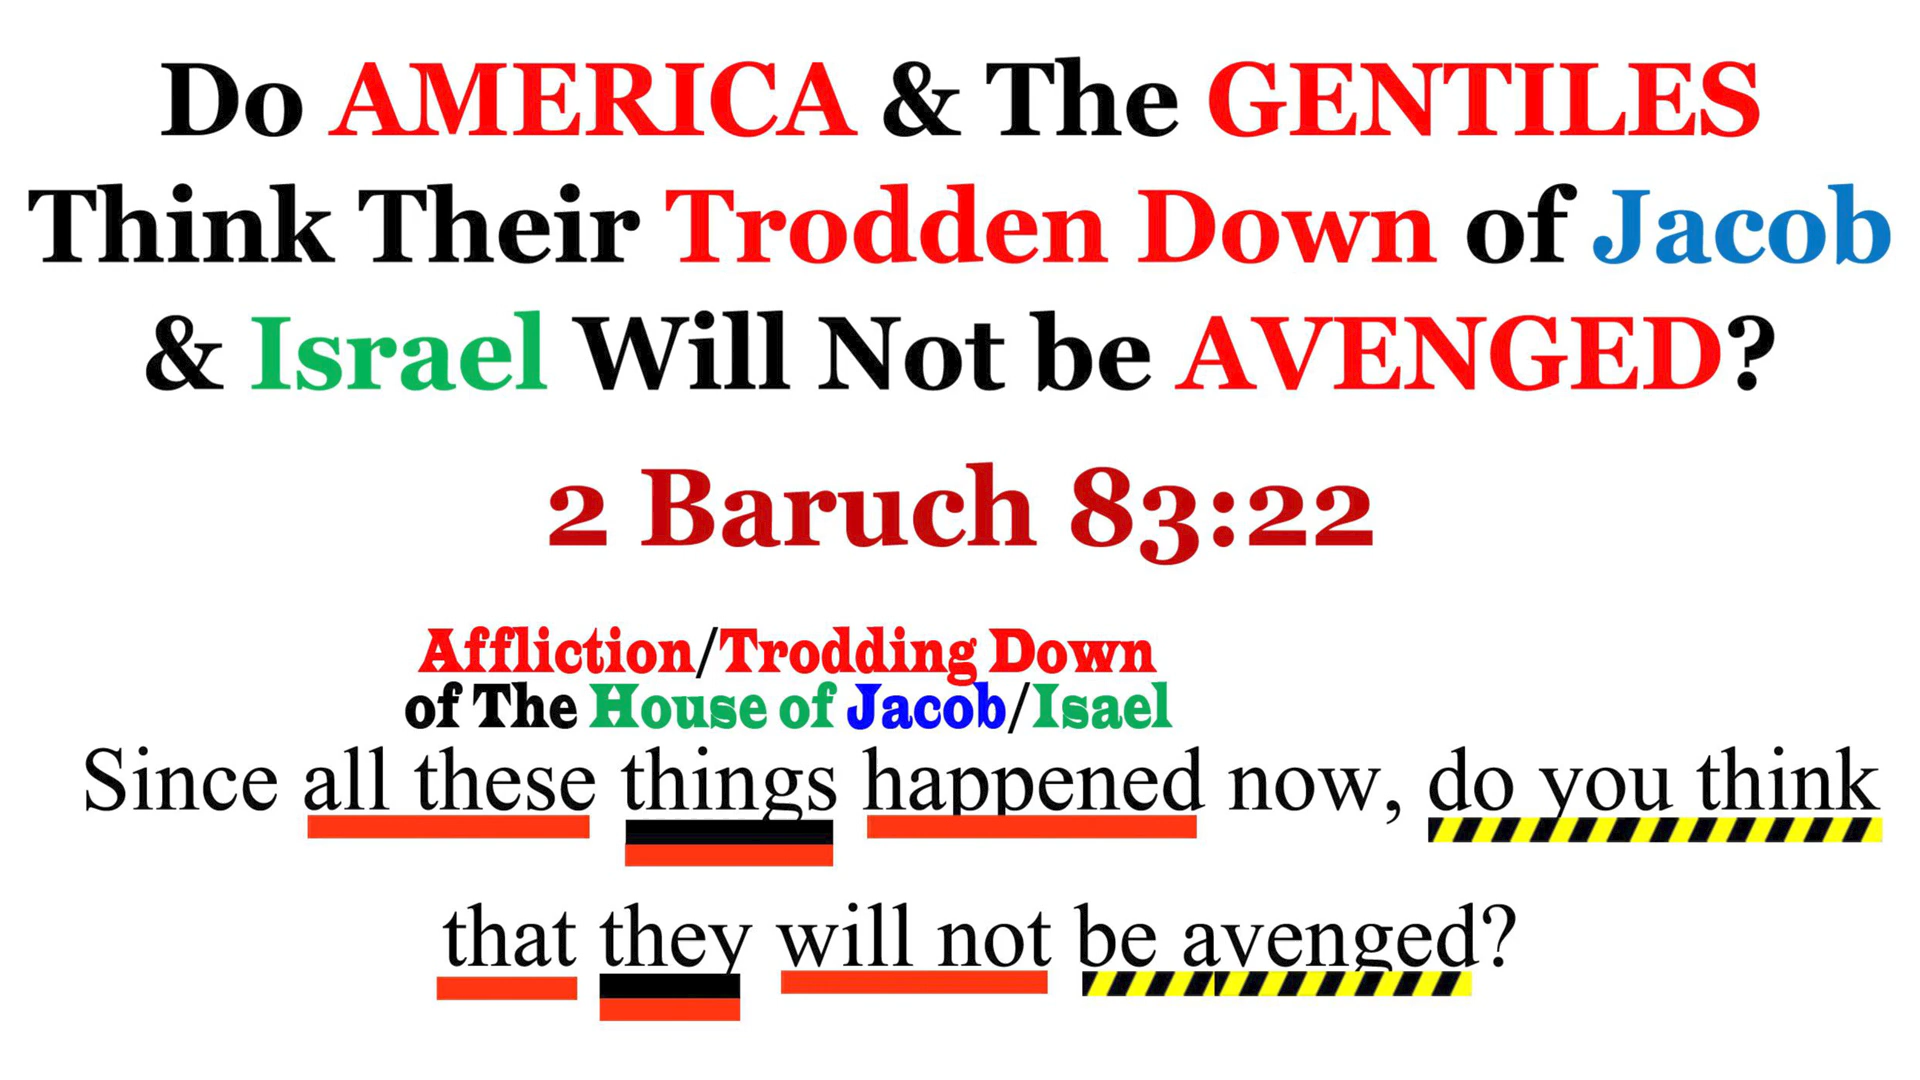 Do AMERICA & The GENTILES
Think Their Trodden Down of Jacob
& Israel Will Not be AVENGED?
2 Baruch 83:22
Affliction/Trodding Down
of The House of Jacob/Isael
Since all these things happened now, do you think
that they will not be avenged?